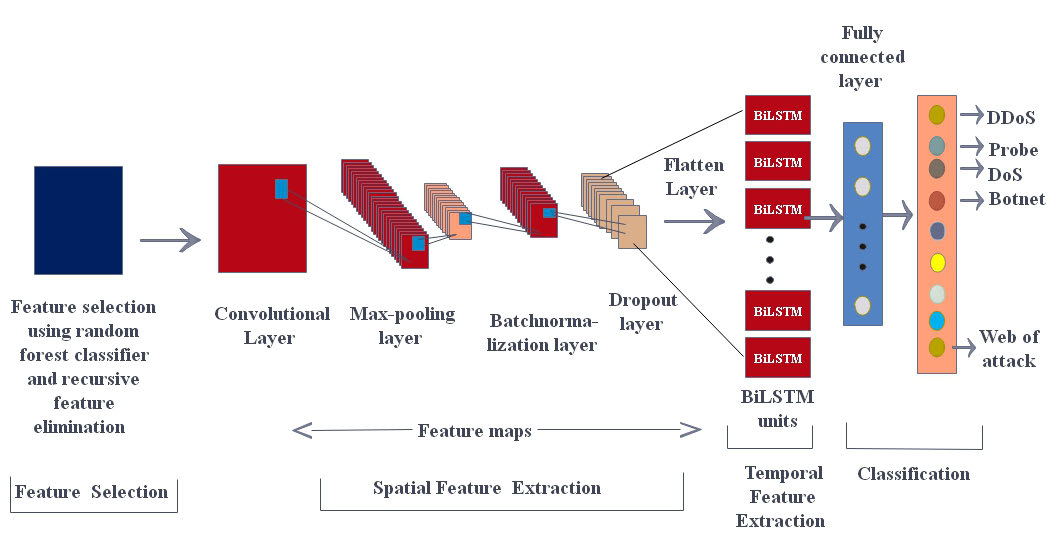 Fully
connected
layer
BiLSTM
BiLSTM
BiLSTM
BiLSTM
BiLSTM
Flatten
Layer
DDoS
Probe
DoS
Botnet
Web of
attack
Feature selection
using random
forest classifier
and recursive
feature
elimination
Convolutional
Layer
Max-pooling
layer
Batchnorma-
lization layer
Dropout
layer
BiLSTM
units
Feature maps
Feature Selection
Spatial Feature Extraction
Temporal
Feature
Extraction
Classification